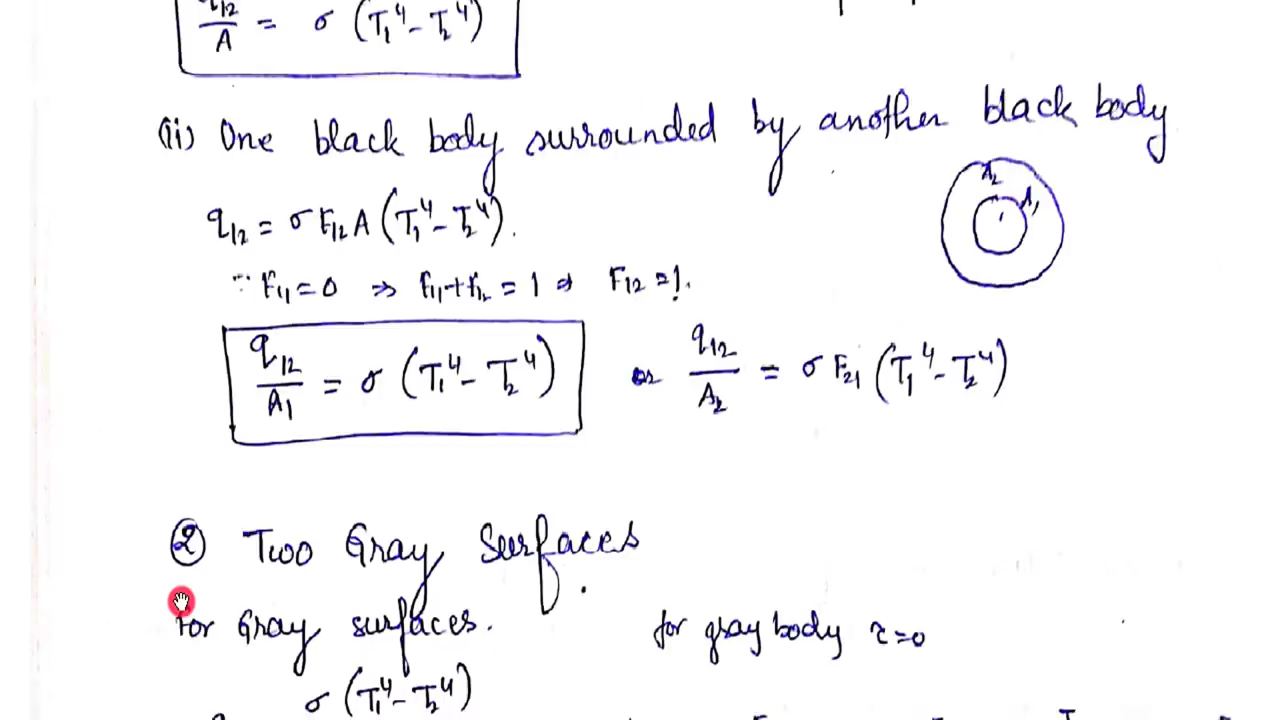 q12/A = σ (T1⁴ - T2⁴)
(ii) One black body surrounded by another black body
A2
A1
q12 = σ F12 A (T1⁴ - T2⁴).
∵ F11 = 0 ⇒ F11 + F12 = 1 ⇒ F12 = 1.
q12/A1 = σ (T1⁴ - T2⁴) or q12/A2 = σ F21 (T1⁴ - T2⁴)
② Two Gray Surfaces
For Gray surfaces. for gray body τ = 0
σ (T1⁴ - T2⁴)